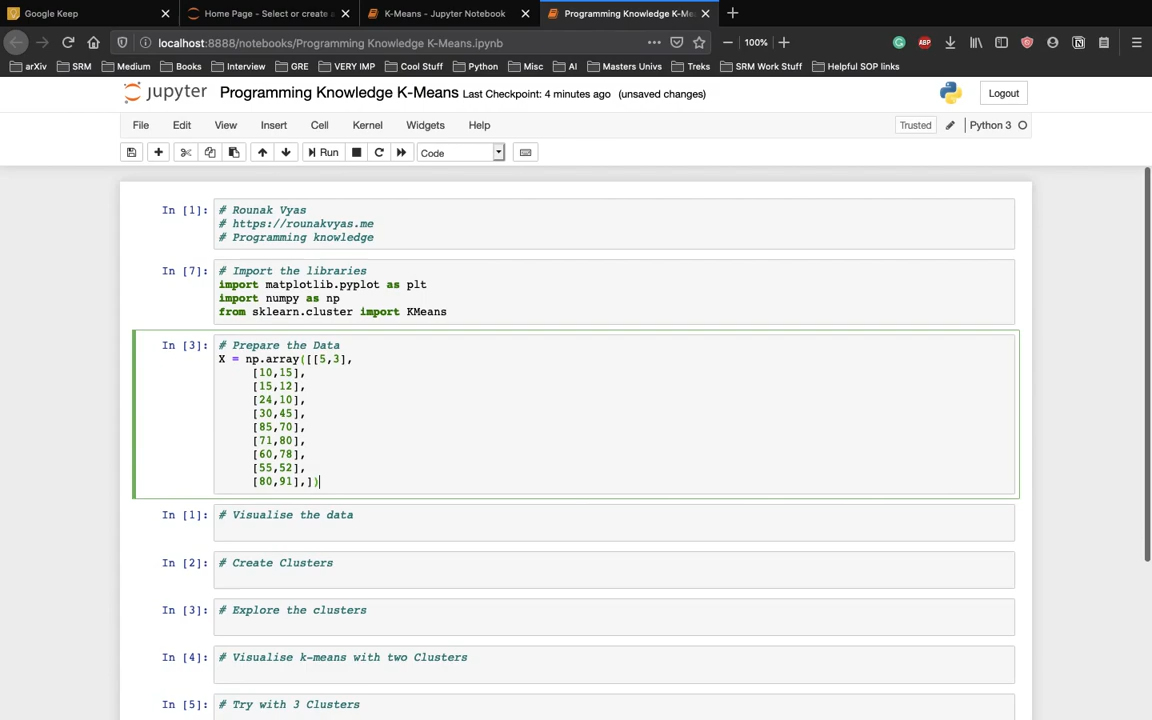 Google Keep
Home Page - Select or create a
K-Means - Jupyter Notebook
Programming Knowledge K-Me
localhost:8888/notebooks/Programming Knowledge K-Means.ipynb
100%
ABP
arXiv SRM Medium Books Interview GRE VERY IMP Cool Stuff Python Misc AI Masters Univs Treks SRM Work Stuff Helpful SOP links
jupyter Programming Knowledge K-Means Last Checkpoint: 4 minutes ago (unsaved changes)
Logout
File Edit View Insert Cell Kernel Widgets Help
Trusted
Python 3
Run
Code
In [1]: # Rounak Vyas
# https://rounakvyas.me
# Programming knowledge
In [7]: # Import the libraries
import matplotlib.pyplot as plt
import numpy as np
from sklearn.cluster import KMeans
In [3]: # Prepare the Data
X = np.array([[5,3],
[10,15],
[15,12],
[24,10],
[30,45],
[85,70],
[71,80],
[60,78],
[55,52],
[80,91],])
In [1]: # Visualise the data
In [2]: # Create Clusters
In [3]: # Explore the clusters
In [4]: # Visualise k-means with two Clusters
In [5]: # Try with 3 Clusters